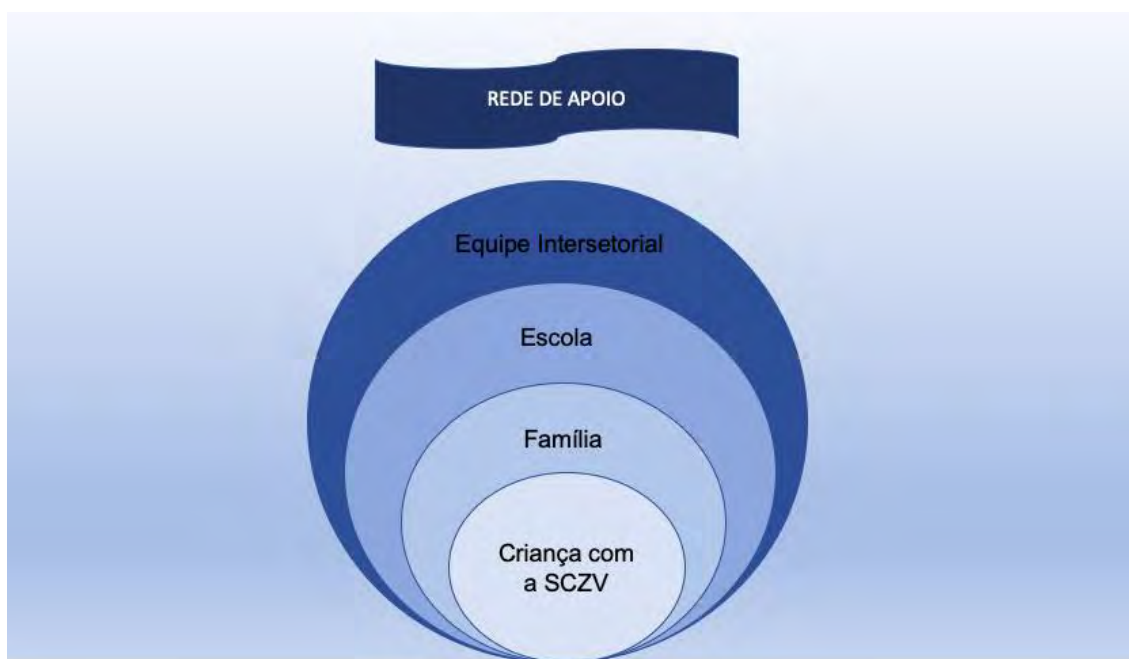 REDE DE APOIO
Equipe Intersetorial
Escola
Família
Criança com
a SCZV